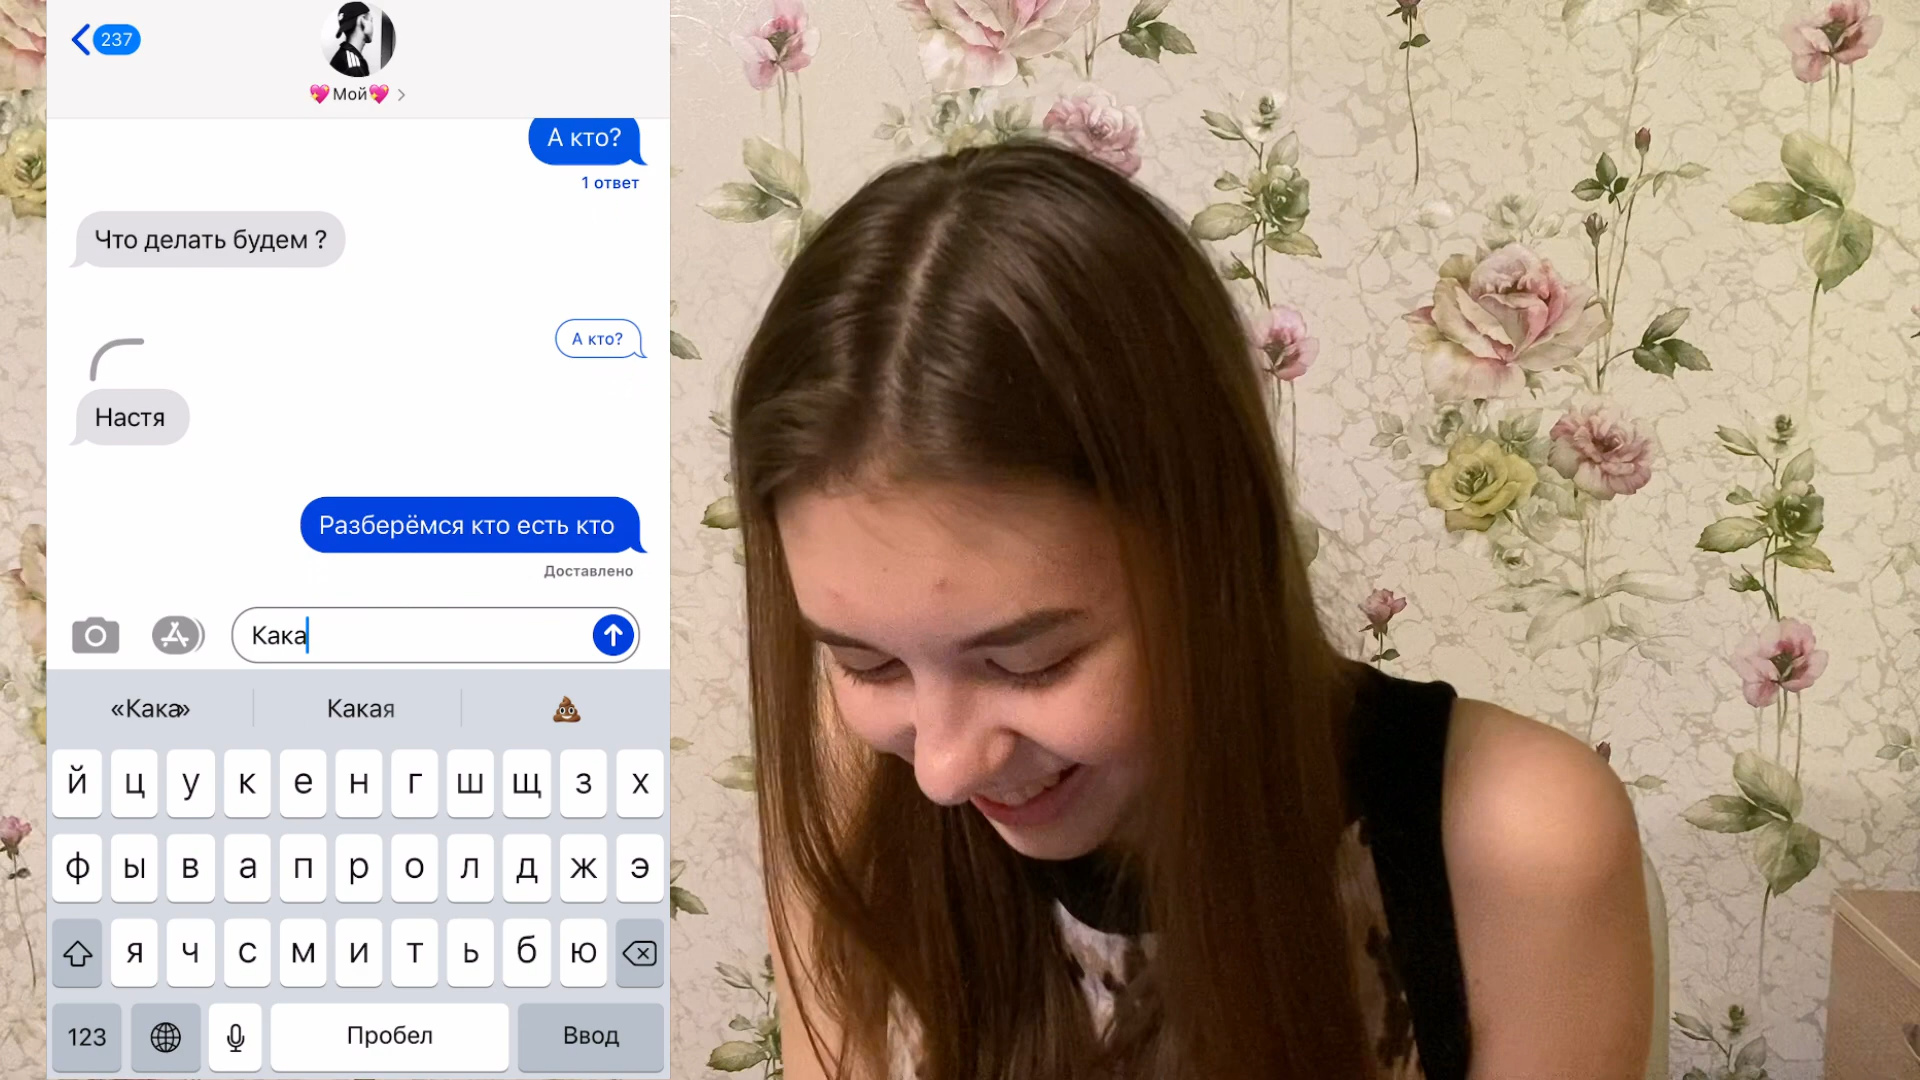 237
💖Мой💖
А кто?
1 ответ
Что делать будем ?
А кто?
Настя
Разберёмся кто есть кто
Доставлено
Кака
«Кака» Какая 💩
й ц у к е н г ш щ з х
ф ы в а п р о л д ж э
я ч с м и т ь б ю
123 Пробел Ввод